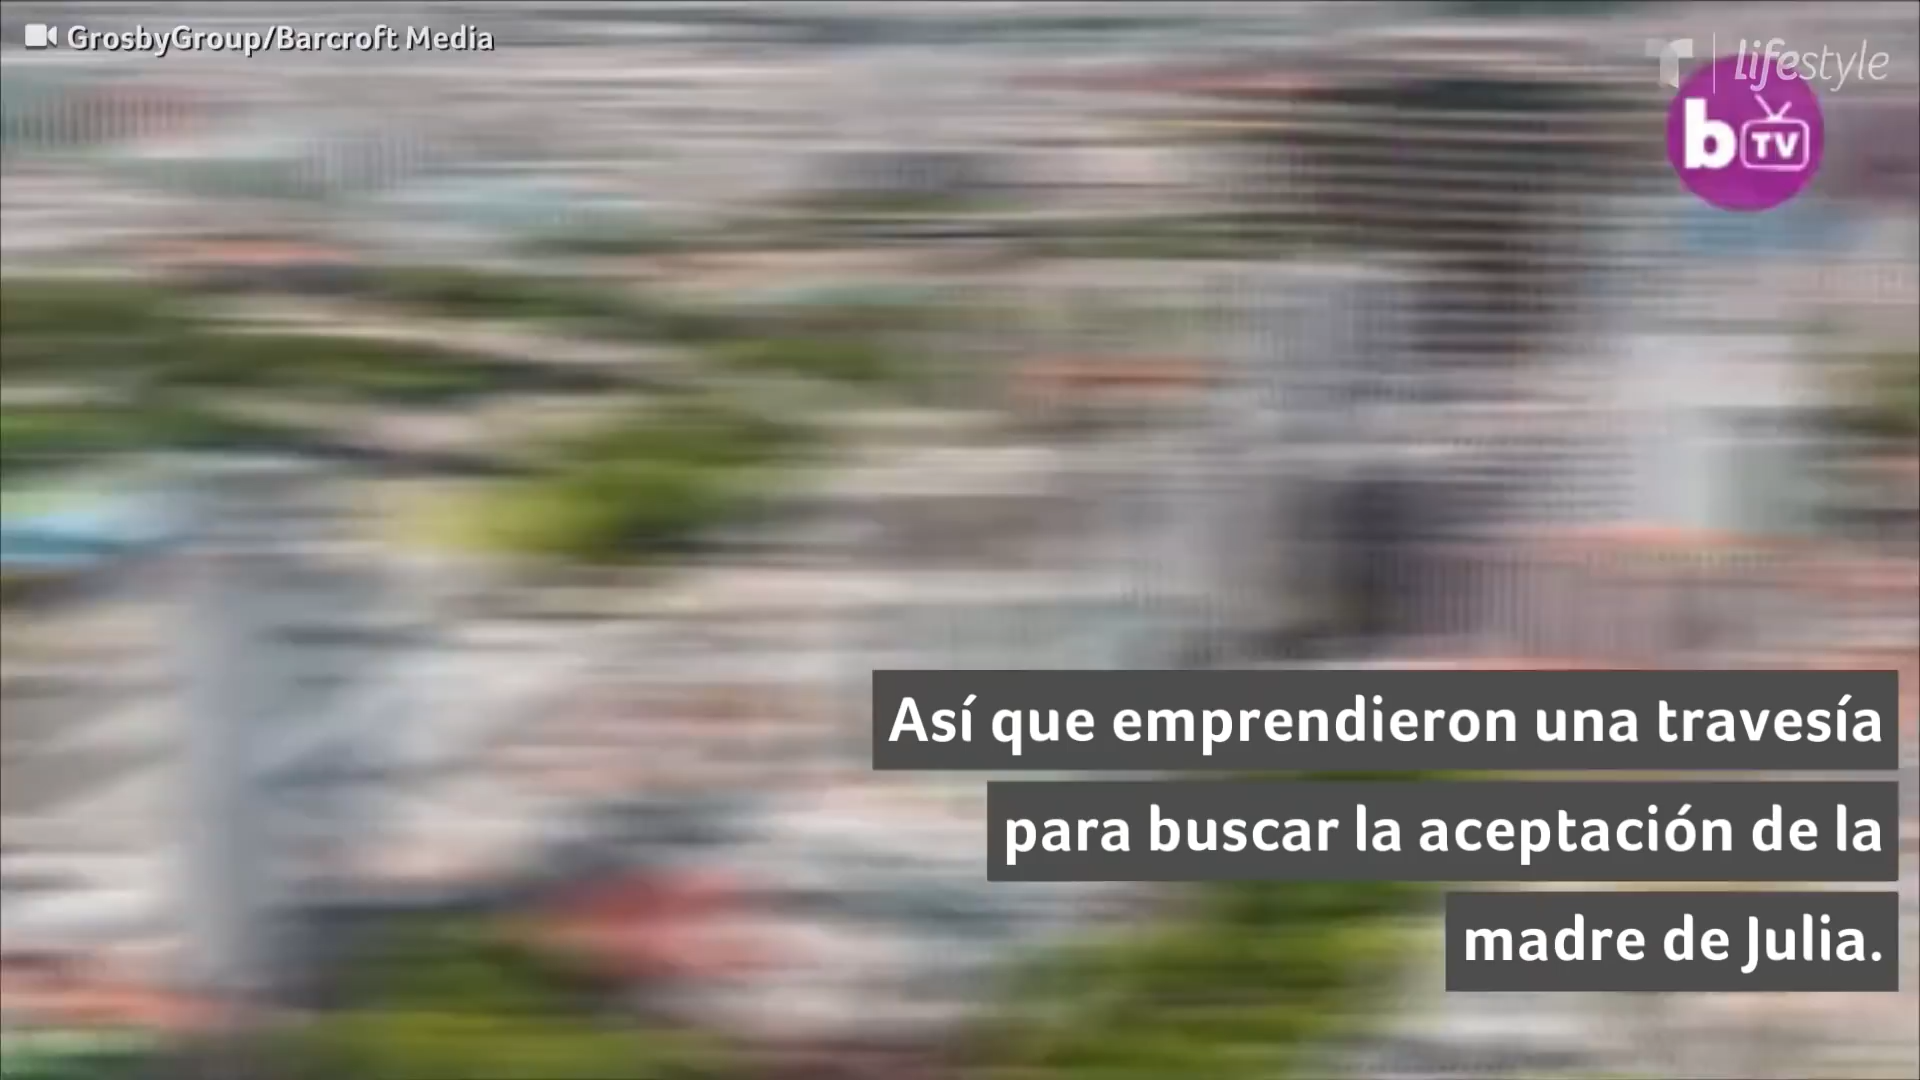 GrosbyGroup/Barcroft Media
lifestyle
b TV
Así que emprendieron una travesía
para buscar la aceptación de la
madre de Julia.